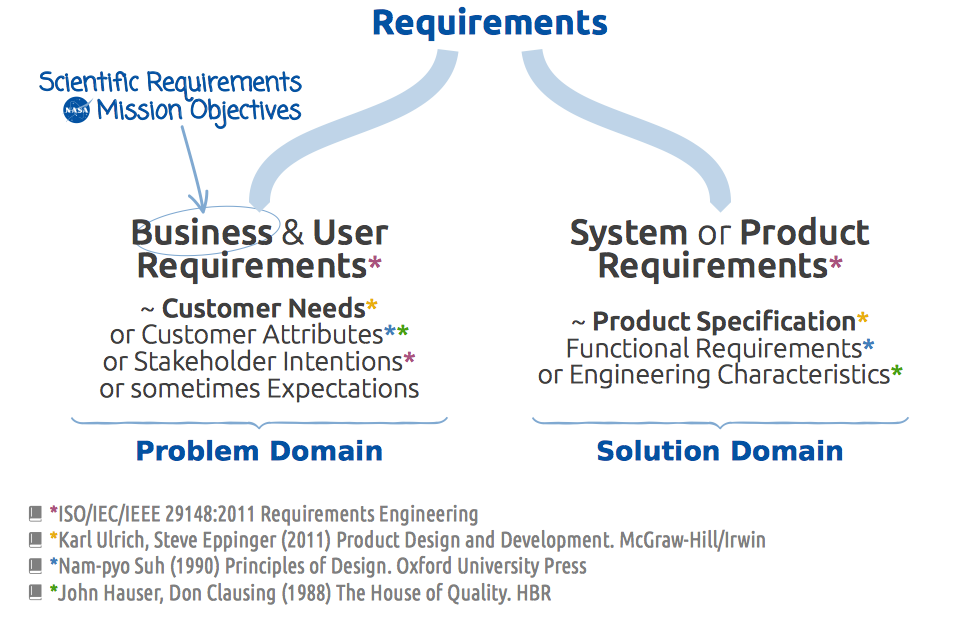 Requirements
Scientific Requirements
NASA Mission Objectives
Business & User
Requirements*
~ Customer Needs*
or Customer Attributes**
or Stakeholder Intentions*
or sometimes Expectations
Problem Domain
System or Product
Requirements*
~ Product Specification*
Functional Requirements*
or Engineering Characteristics*
Solution Domain
*ISO/IEC/IEEE 29148:2011 Requirements Engineering
*Karl Ulrich, Steve Eppinger (2011) Product Design and Development. McGraw-Hill/Irwin
*Nam-pyo Suh (1990) Principles of Design. Oxford University Press
*John Hauser, Don Clausing (1988) The House of Quality. HBR